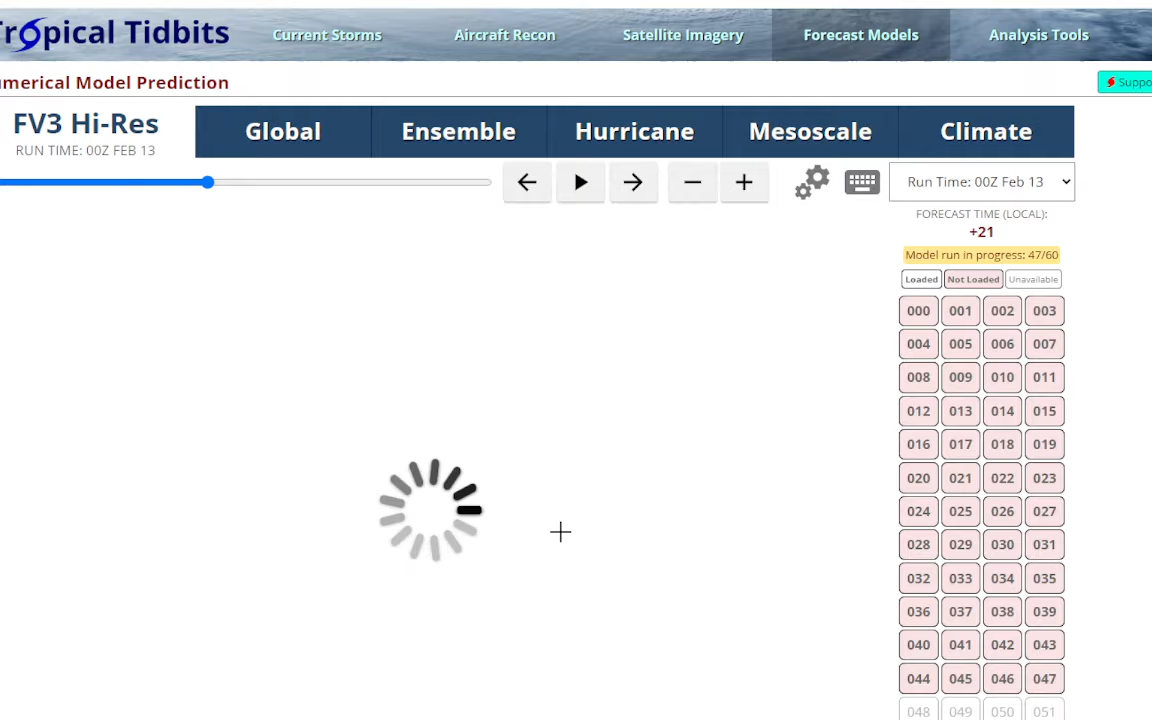 Tropical Tidbits
Current Storms
Aircraft Recon
Satellite Imagery
Forecast Models
Analysis Tools
umerical Model Prediction
Suppo
FV3 Hi-Res
RUN TIME: 00Z FEB 13
Global
Ensemble
Hurricane
Mesoscale
Climate
Run Time: 00Z Feb 13
FORECAST TIME (LOCAL):
+21
Model run in progress: 47/60
Loaded Not Loaded Unavailable
000 001 002 003
004 005 006 007
008 009 010 011
012 013 014 015
016 017 018 019
020 021 022 023
024 025 026 027
028 029 030 031
032 033 034 035
036 037 038 039
040 041 042 043
044 045 046 047
048 049 050 051